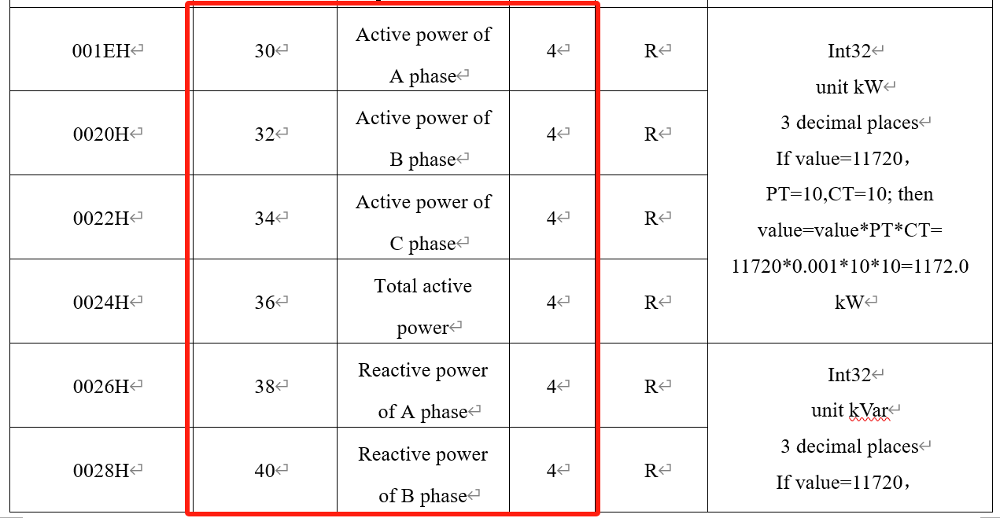 001EH
30
Active power of
A phase
4
R
Int32
unit kW
3 decimal places
If value=11720，
PT=10,CT=10; then
value=value*PT*CT=
11720*0.001*10*10=1172.0
kW
0020H
32
Active power of
B phase
4
R
0022H
34
Active power of
C phase
4
R
0024H
36
Total active
power
4
R
0026H
38
Reactive power
of A phase
4
R
Int32
unit kVar
3 decimal places
If value=11720，
0028H
40
Reactive power
of B phase
4
R